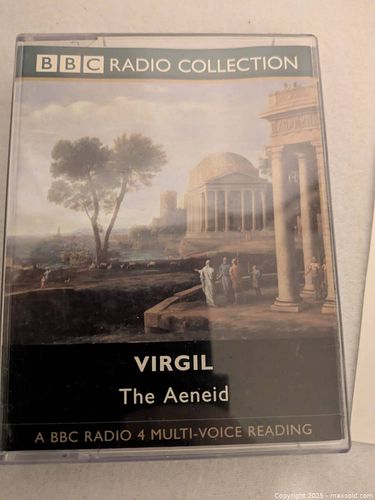 BBC RADIO COLLECTION
VIRGIL
The Aeneid
A BBC RADIO 4 MULTI-VOICE READING
Copyright 2025 - maxsold.com